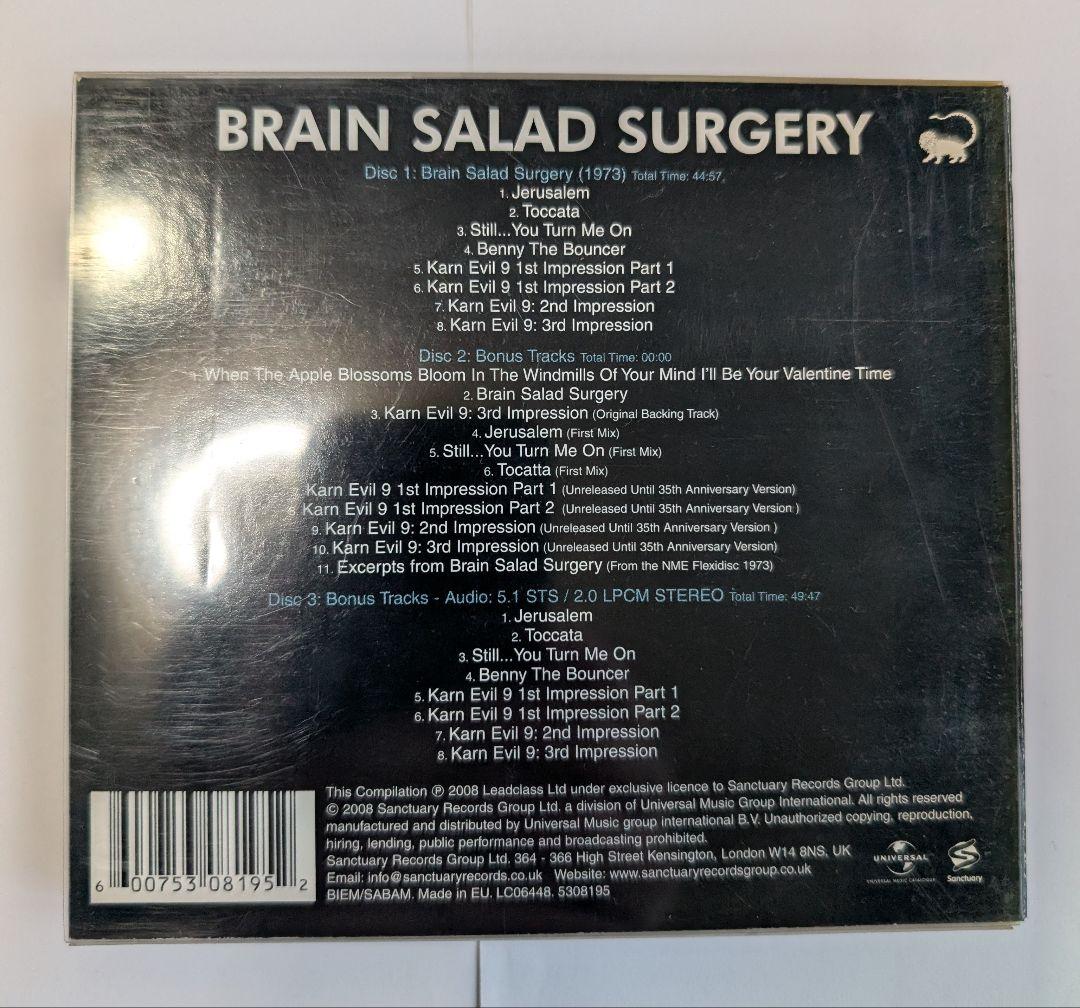 BRAIN SALAD SURGERY
Disc 1: Brain Salad Surgery (1973) Total Time: 44:57,
1. Jerusalem
2. Toccata
3. Still...You Turn Me On
4. Benny The Bouncer
5. Karn Evil 9 1st Impression Part 1
6. Karn Evil 9 1st Impression Part 2
7. Karn Evil 9: 2nd Impression
8. Karn Evil 9: 3rd Impression
Disc 2: Bonus Tracks Total Time: 00:00
When The Apple Blossoms Bloom In The Windmills Of Your Mind I'll Be Your Valentine Time
2. Brain Salad Surgery
3. Karn Evil 9: 3rd Impression (Original Backing Track)
4. Jerusalem (First Mix)
5. Still...You Turn Me On (First Mix)
6. Tocatta (First Mix)
Karn Evil 9 1st Impression Part 1 (Unreleased Until 35th Anniversary Version)
8. Karn Evil 9 1st Impression Part 2 (Unreleased Until 35th Anniversary Version )
9. Karn Evil 9: 2nd Impression (Unreleased Until 35th Anniversary Version )
10. Karn Evil 9: 3rd Impression (Unreleased Until 35th Anniversary Version)
11. Excerpts from Brain Salad Surgery (From the NME Flexidisc 1973)
Disc 3: Bonus Tracks - Audio: 5.1 STS / 2.0 LPCM STEREO Total Time: 49:47
1. Jerusalem
2. Toccata
3. Still...You Turn Me On
4. Benny The Bouncer
5. Karn Evil 9 1st Impression Part 1
6. Karn Evil 9 1st Impression Part 2
7. Karn Evil 9: 2nd Impression
8. Karn Evil 9: 3rd Impression
This Compilation ℗ 2008 Leadclass Ltd under exclusive licence to Sanctuary Records Group Ltd.
© 2008 Sanctuary Records Group Ltd. a division of Universal Music Group International. All rights reserved
manufactured and distributed by Universal Music group international B.V. Unauthorized copying, reproduction,
hiring, lending, public performance and broadcasting prohibited.
Sanctuary Records Group Ltd. 364 - 366 High Street Kensington, London W14 8NS. UK
Email: info@sanctuaryrecords.co.uk Website: www.sanctuaryrecordsgroup.co.uk
BIEM/SABAM. Made in EU. LC06448. 5308195
6 00753 08195 2
UNIVERSAL
UNIVERSAL MUSIC CATALOGUE
Sanctuary